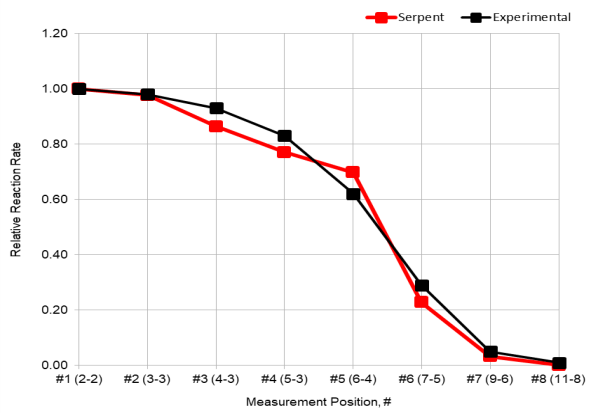 Serpent Experimental
1.20
1.00
0.80
0.60
0.40
0.20
0.00
Relative Reaction Rate
#1 (2-2) #2 (3-3) #3 (4-3) #4 (5-3) #5 (6-4) #6 (7-5) #7 (9-6) #8 (11-8)
Measurement Position, #